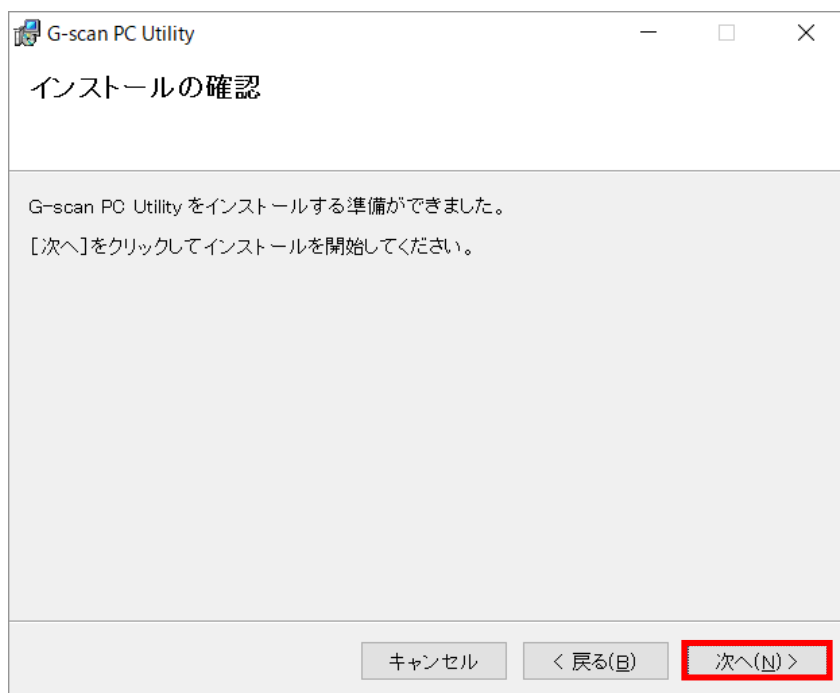 G-scan PC Utility
インストールの確認
G-scan PC Utility をインストールする準備ができました。
[次へ]をクリックしてインストールを開始してください。
キャンセル
< 戻る(B)
次へ(N) >